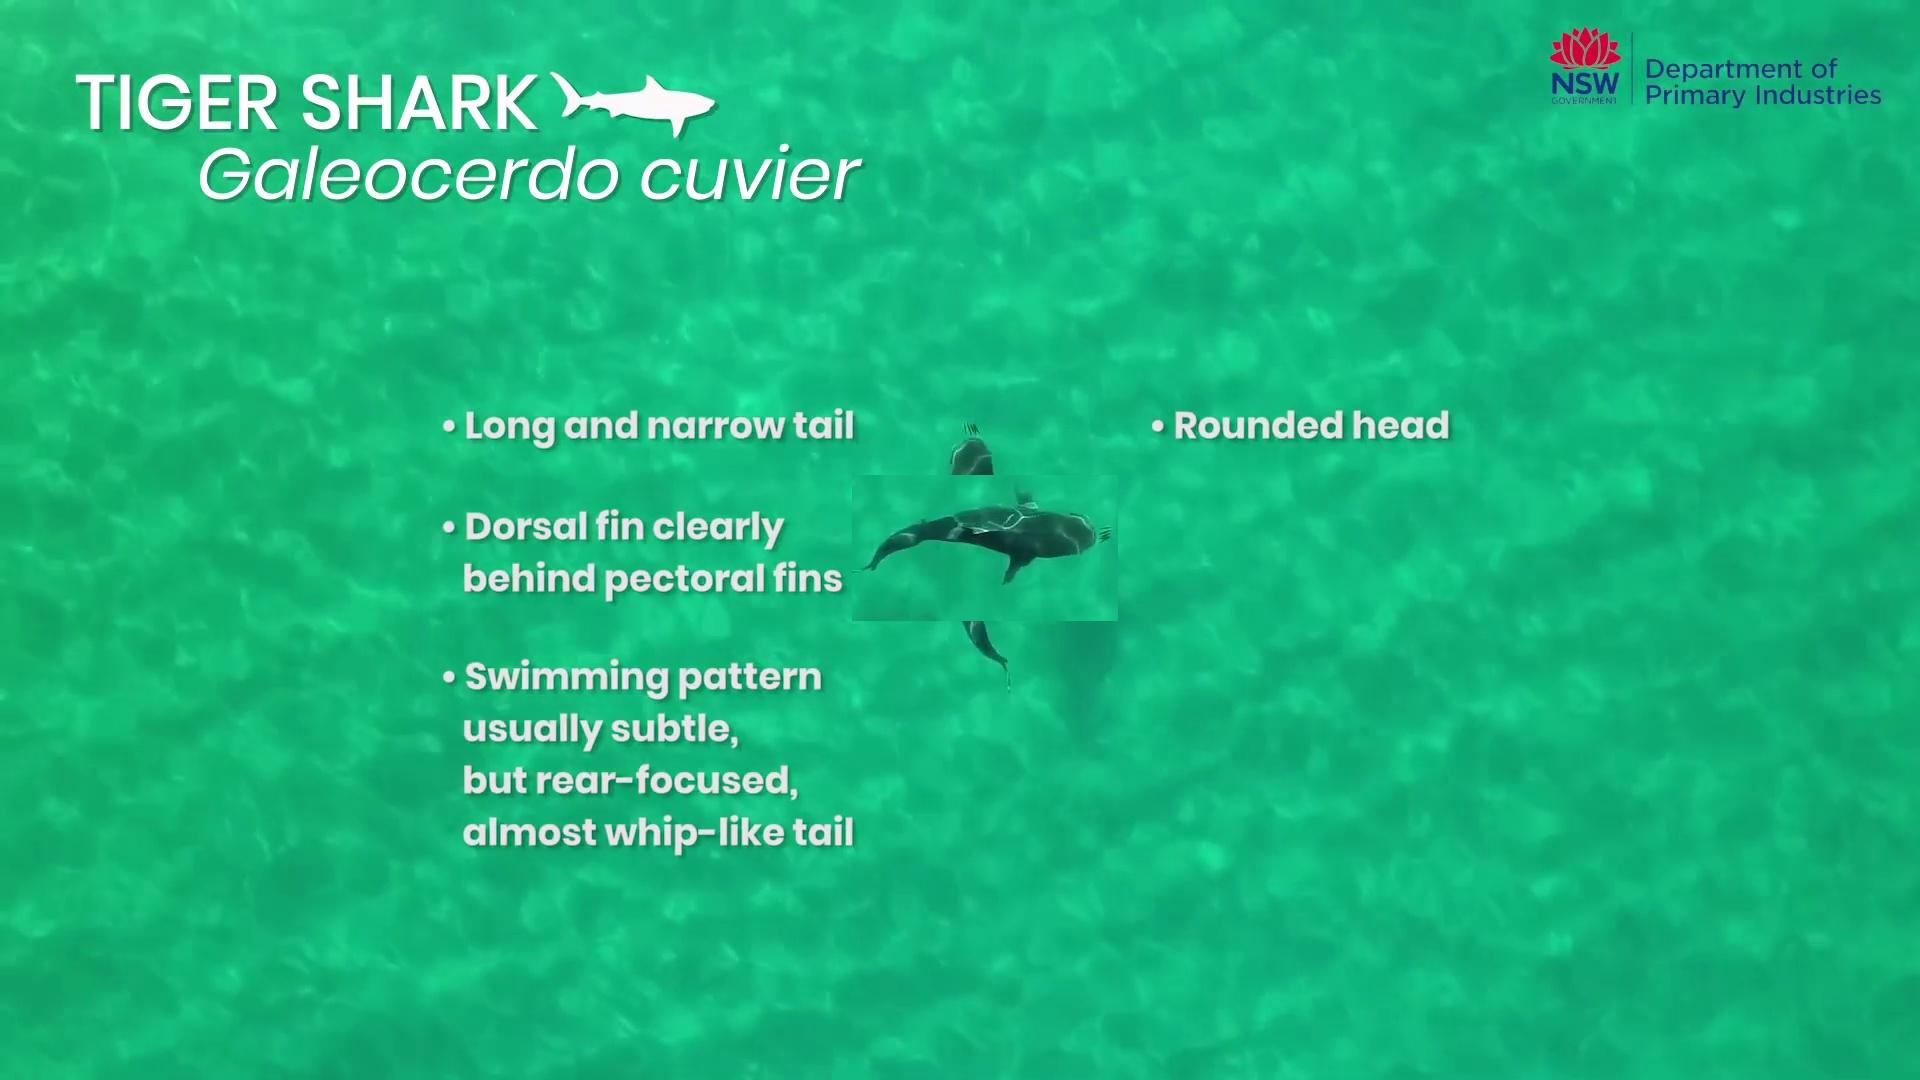 TIGER SHARK
Galeocerdo cuvier
NSW
GOVERNMENT
Department of
Primary Industries
• Long and narrow tail
• Dorsal fin clearly
behind pectoral fins
• Swimming pattern
usually subtle,
but rear-focused,
almost whip-like tail
• Rounded head